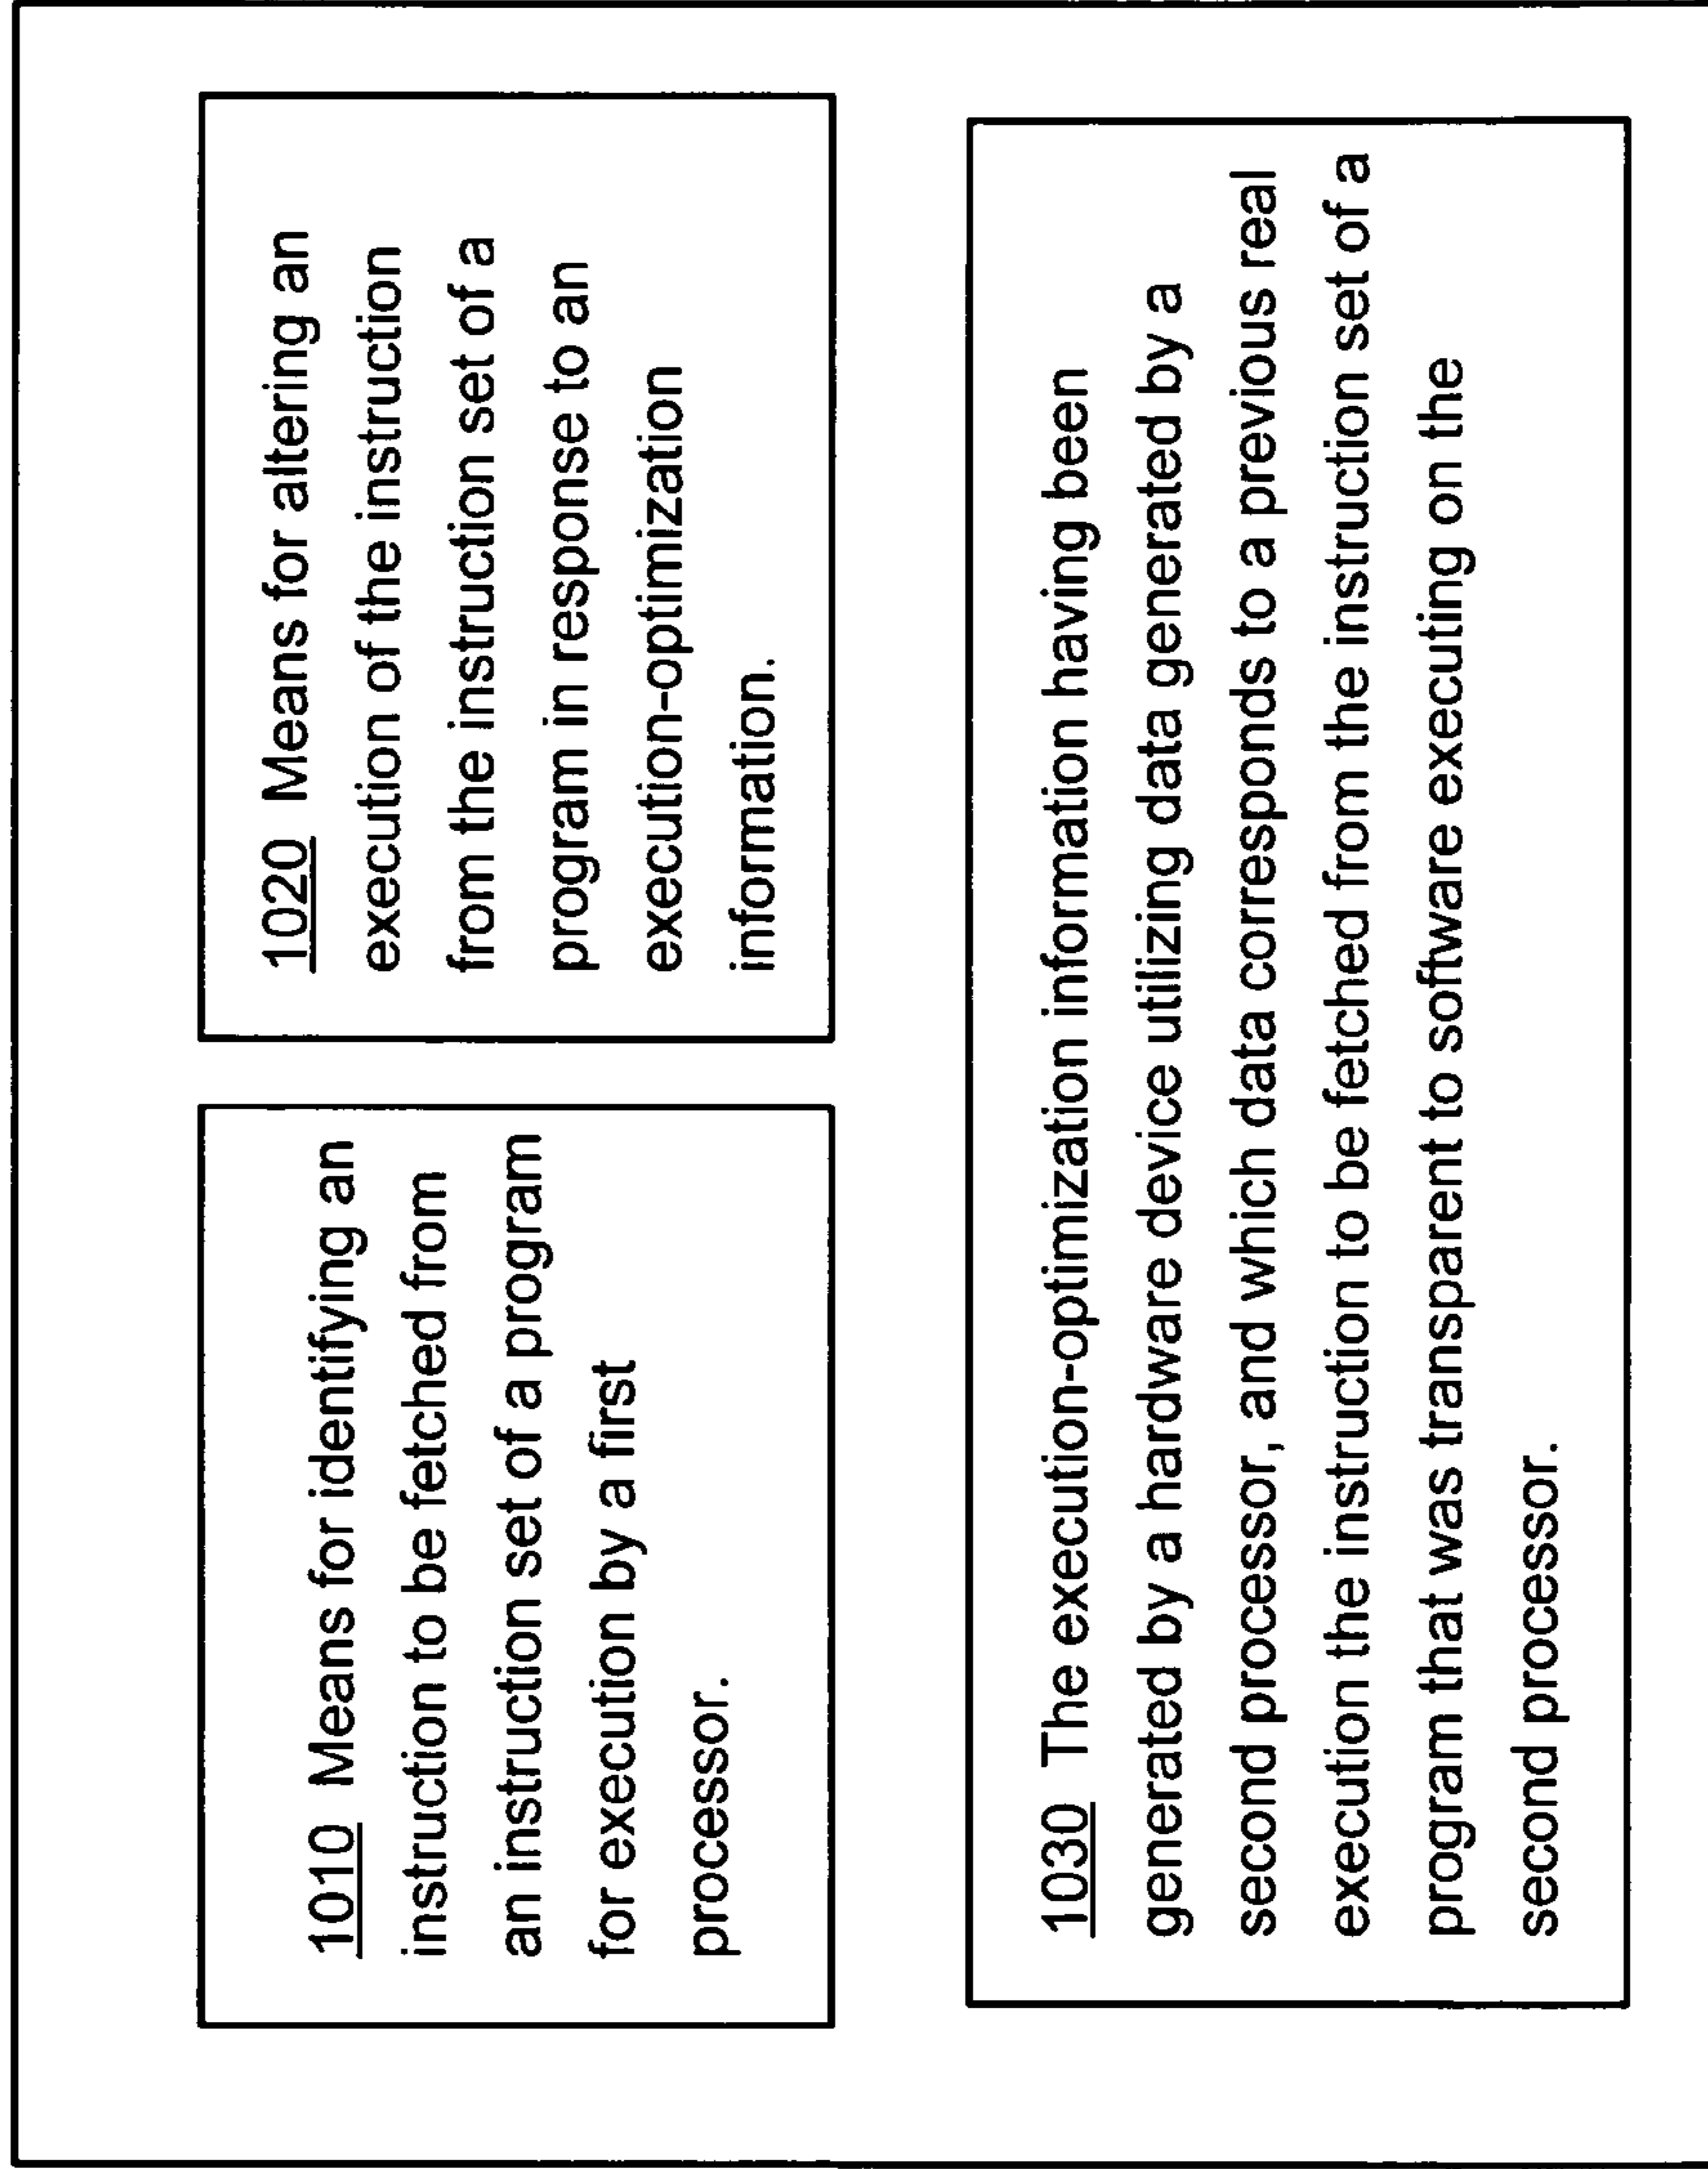 1010 Means for identifying an
instruction to be fetched from
an instruction set of a program
for execution by a first
processor.
1020 Means for altering an
execution of the instruction
from the instruction set of a
program in response to an
execution-optimization
information.
1030 The execution-optimization information having been
generated by a hardware device utilizing data generated by a
second processor, and which data corresponds to a previous real
execution the instruction to be fetched from the instruction set of a
program that was transparent to software executing on the
second processor.